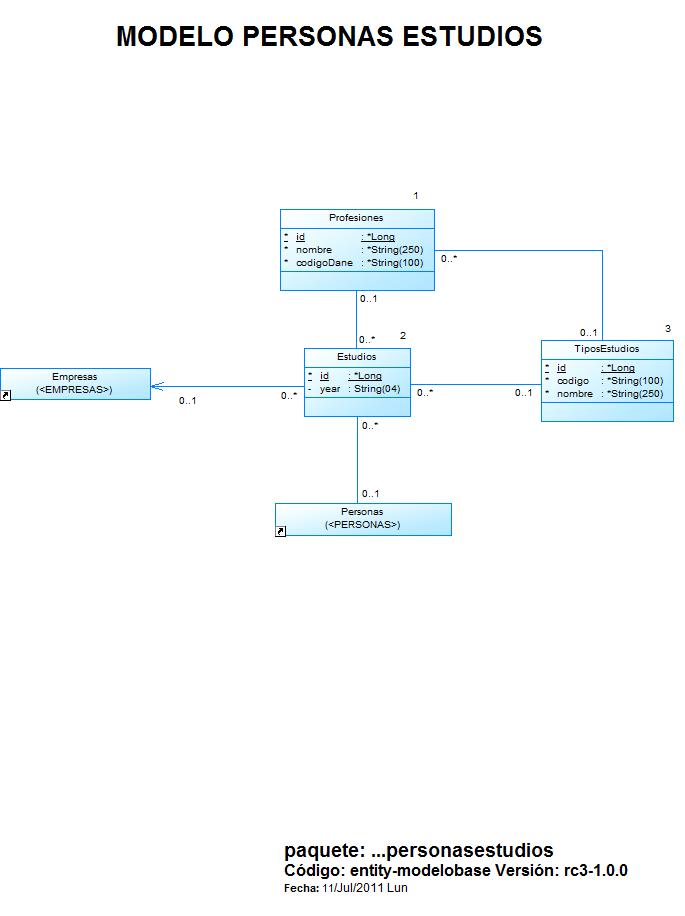 MODELO PERSONAS ESTUDIOS
1
Profesiones
* id : *Long
* nombre : *String(250)
* codigoDane : *String(100)
0..*
0..1
0..1
0..*
2
3
Estudios
* id : *Long
- year : String(04)
TiposEstudios
* id : *Long
* codigo : *String(100)
* nombre : *String(250)
Empresas
(<EMPRESAS>)
0..1
0..*
0..*
0..1
0..*
0..1
Personas
(<PERSONAS>)
paquete: ...personasestudios
Código: entity-modelobase Versión: rc3-1.0.0
Fecha: 11/Jul/2011 Lun